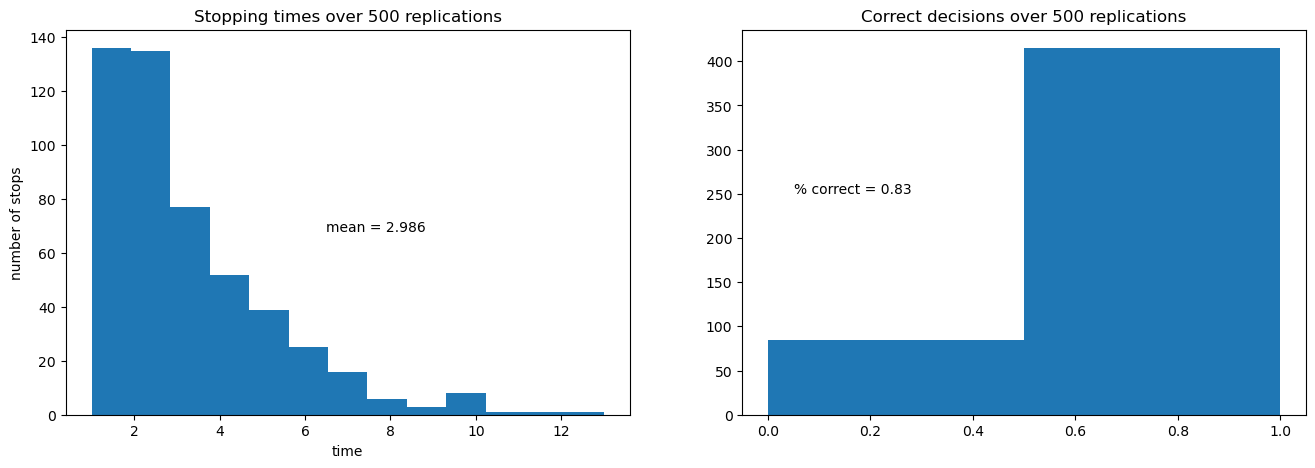 Stopping times over 500 replications
140
120
100
80
60
40
20
0
number of stops
mean = 2.986
2 4 6 8 10 12
time
Correct decisions over 500 replications
400
350
300
250
200
150
100
50
0
% correct = 0.83
0.0 0.2 0.4 0.6 0.8 1.0